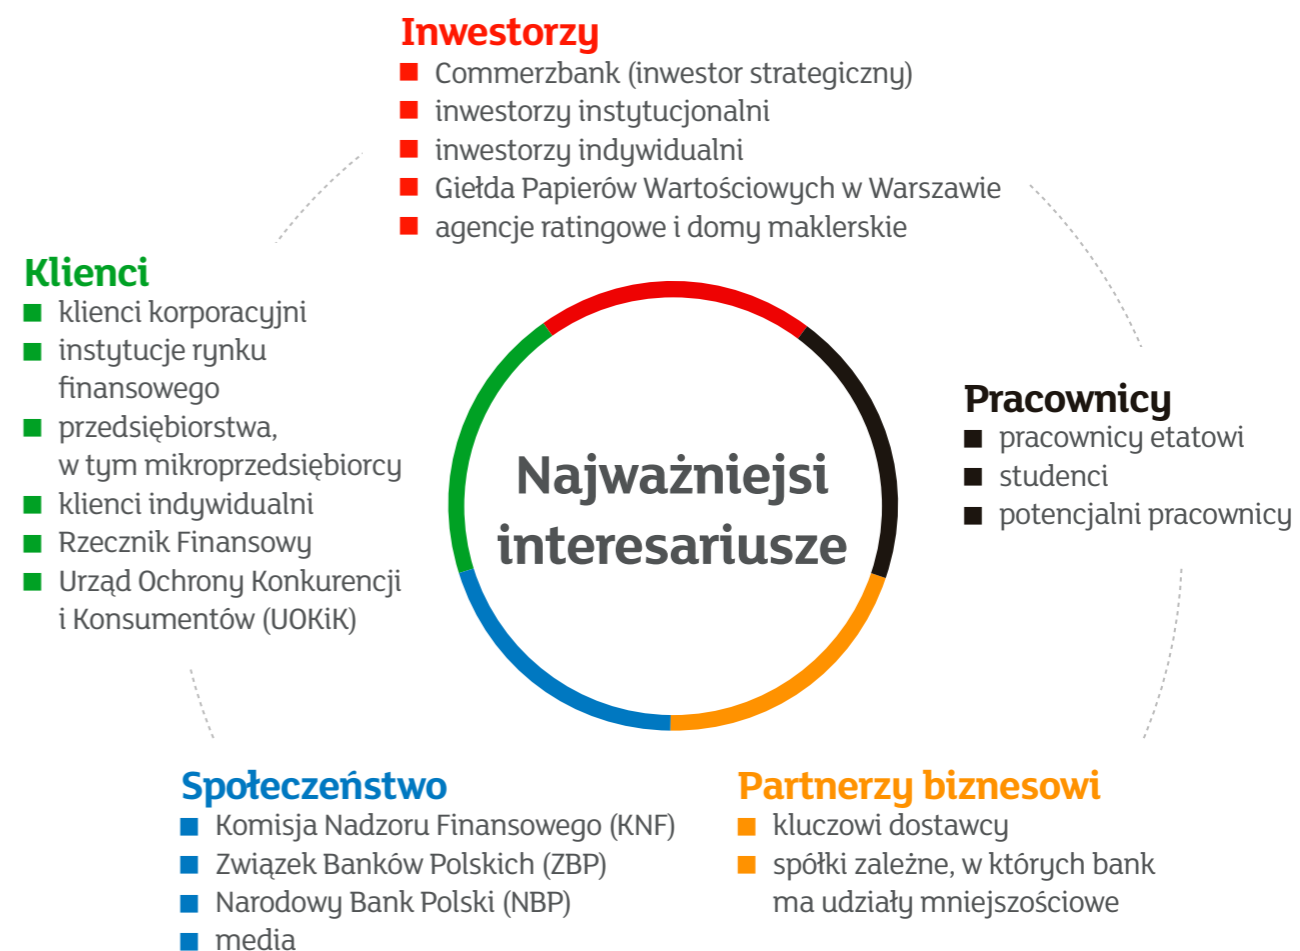 Inwestorzy
Commerzbank (inwestor strategiczny)
inwestorzy instytucjonalni
inwestorzy indywidualni
Giełda Papierów Wartościowych w Warszawie
agencje ratingowe i domy maklerskie
Klienci
klienci korporacyjni
instytucje rynku
finansowego
przedsiębiorstwa,
w tym mikroprzedsiębiorcy
klienci indywidualni
Rzecznik Finansowy
Urząd Ochrony Konkurencji
i Konsumentów (UOKiK)
Najważniejsi
interesariusze
Pracownicy
pracownicy etatowi
studenci
potencjalni pracownicy
Społeczeństwo
Komisja Nadzoru Finansowego (KNF)
Związek Banków Polskich (ZBP)
Narodowy Bank Polski (NBP)
media
Partnerzy biznesowi
kluczowi dostawcy
spółki zależne, w których bank
ma udziały mniejszościowe